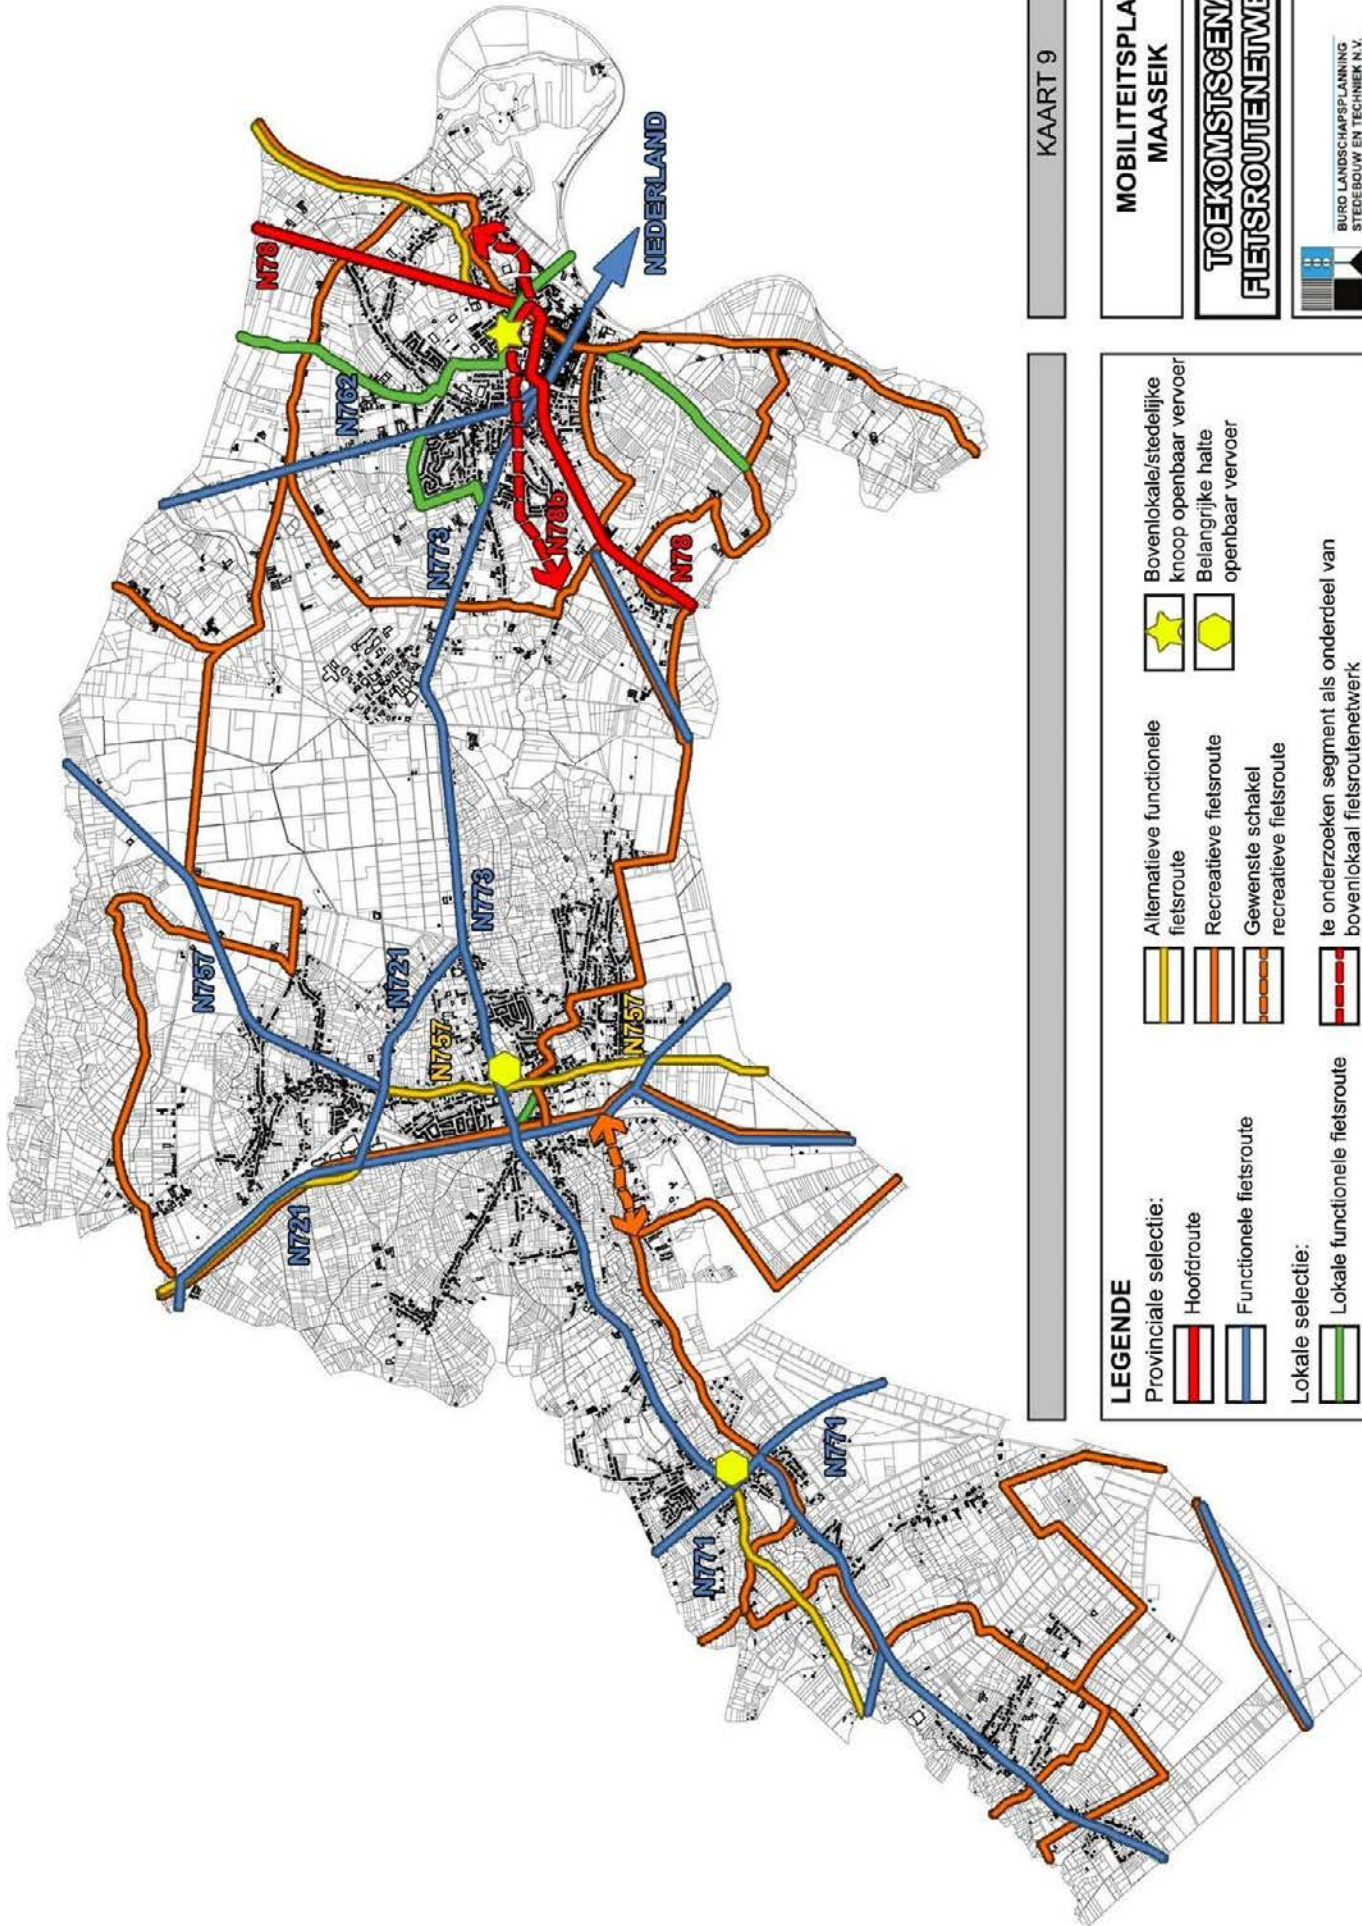 N78
NEDERLAND
N762
N773
N78b
N78
N757
N721
N773
N757
N757
N721
N771
N771
KAART 9
MOBILITEITSPLA
MAASEIK
TOEKOMSTSCENA
FIETSROUTENETWE
BURO LANDSCHAPSPLANNING
STEDEBOUW EN TECHNIEK N.V.
LEGENDE
Provinciale selectie:
Hoofdroute
Functionele fietsroute
Lokale selectie:
Lokale functionele fietsroute
Alternatieve functionele
fietsroute
Recreatieve fietsroute
Gewenste schakel
recreatieve fietsroute
te onderzoeken segment als onderdeel van
bovenlokaal fietsroutenetwerk
Bovenlokale/stedelijke
knoop openbaar vervoer
Belangrijke halte
openbaar vervoer